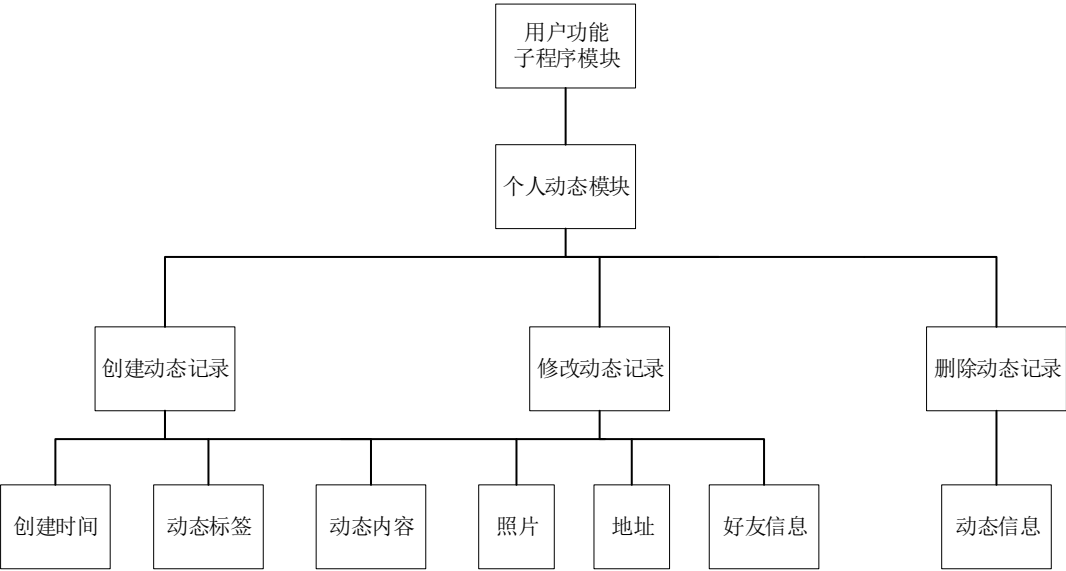 用户功能
子程序模块
个人动态模块
创建动态记录
修改动态记录
删除动态记录
创建时间
动态标签
动态内容
照片
地址
好友信息
动态信息